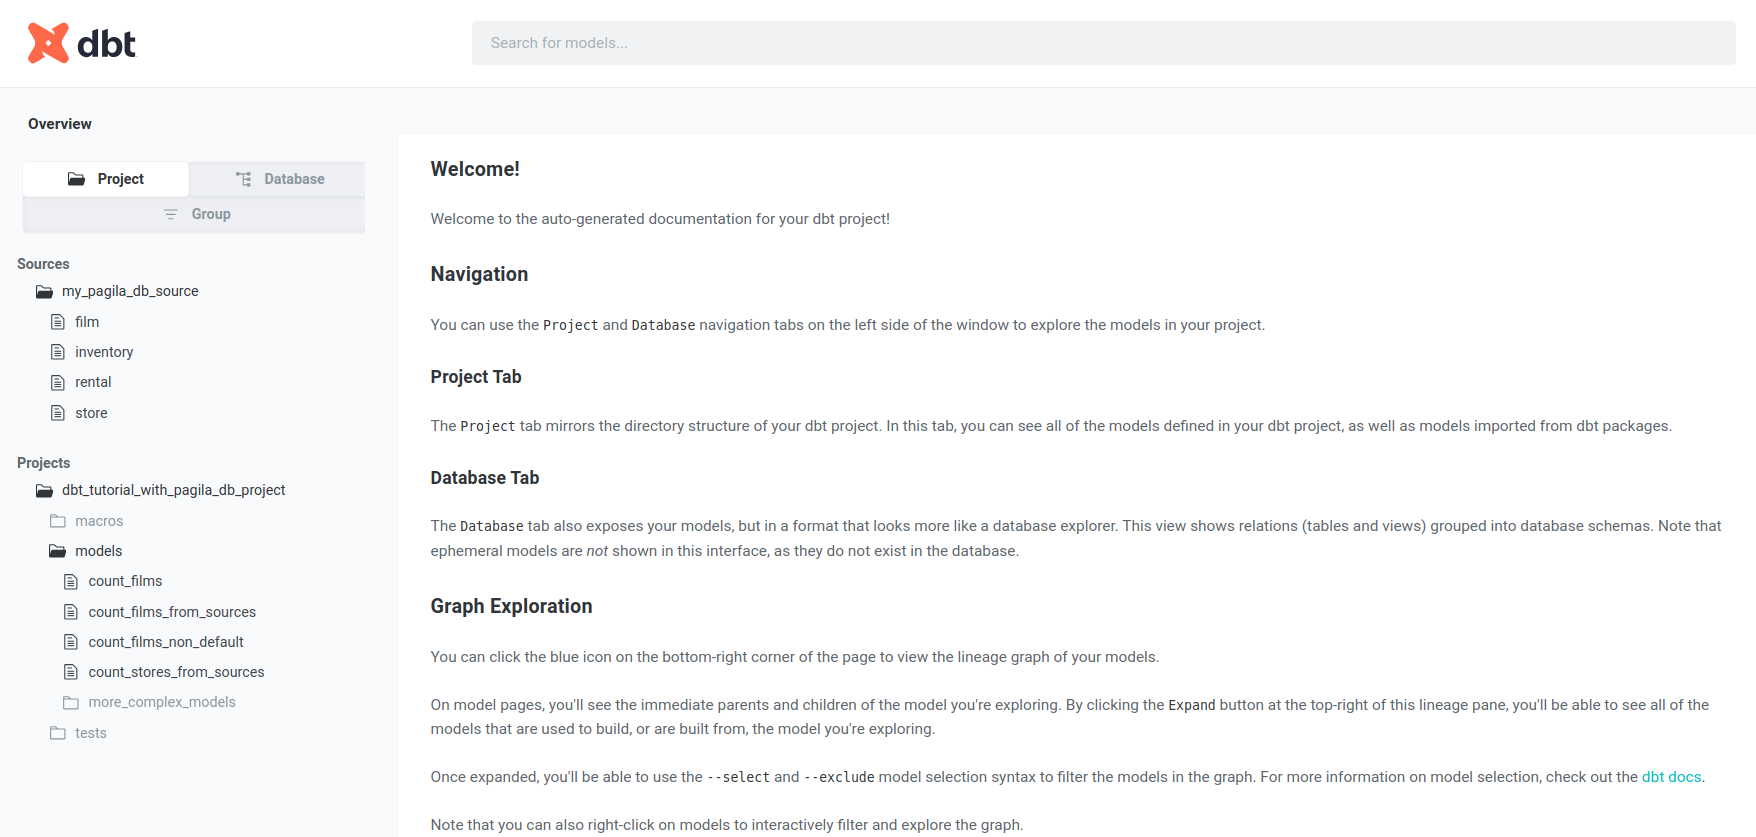 dbt
Search for models...
Overview
Project
Database
Group
Sources
my_pagila_db_source
film
inventory
rental
store
Projects
dbt_tutorial_with_pagila_db_project
macros
models
count_films
count_films_from_sources
count_films_non_default
count_stores_from_sources
more_complex_models
tests
Welcome!
Welcome to the auto-generated documentation for your dbt project!
Navigation
You can use the Project and Database navigation tabs on the left side of the window to explore the models in your project.
Project Tab
The Project tab mirrors the directory structure of your dbt project. In this tab, you can see all of the models defined in your dbt project, as well as models imported from dbt packages.
Database Tab
The Database tab also exposes your models, but in a format that looks more like a database explorer. This view shows relations (tables and views) grouped into database schemas. Note that
ephemeral models are not shown in this interface, as they do not exist in the database.
Graph Exploration
You can click the blue icon on the bottom-right corner of the page to view the lineage graph of your models.
On model pages, you'll see the immediate parents and children of the model you're exploring. By clicking the Expand button at the top-right of this lineage pane, you'll be able to see all of the
models that are used to build, or are built from, the model you're exploring.
Once expanded, you'll be able to use the --select and --exclude model selection syntax to filter the models in the graph. For more information on model selection, check out the dbt docs.
Note that you can also right-click on models to interactively filter and explore the graph.